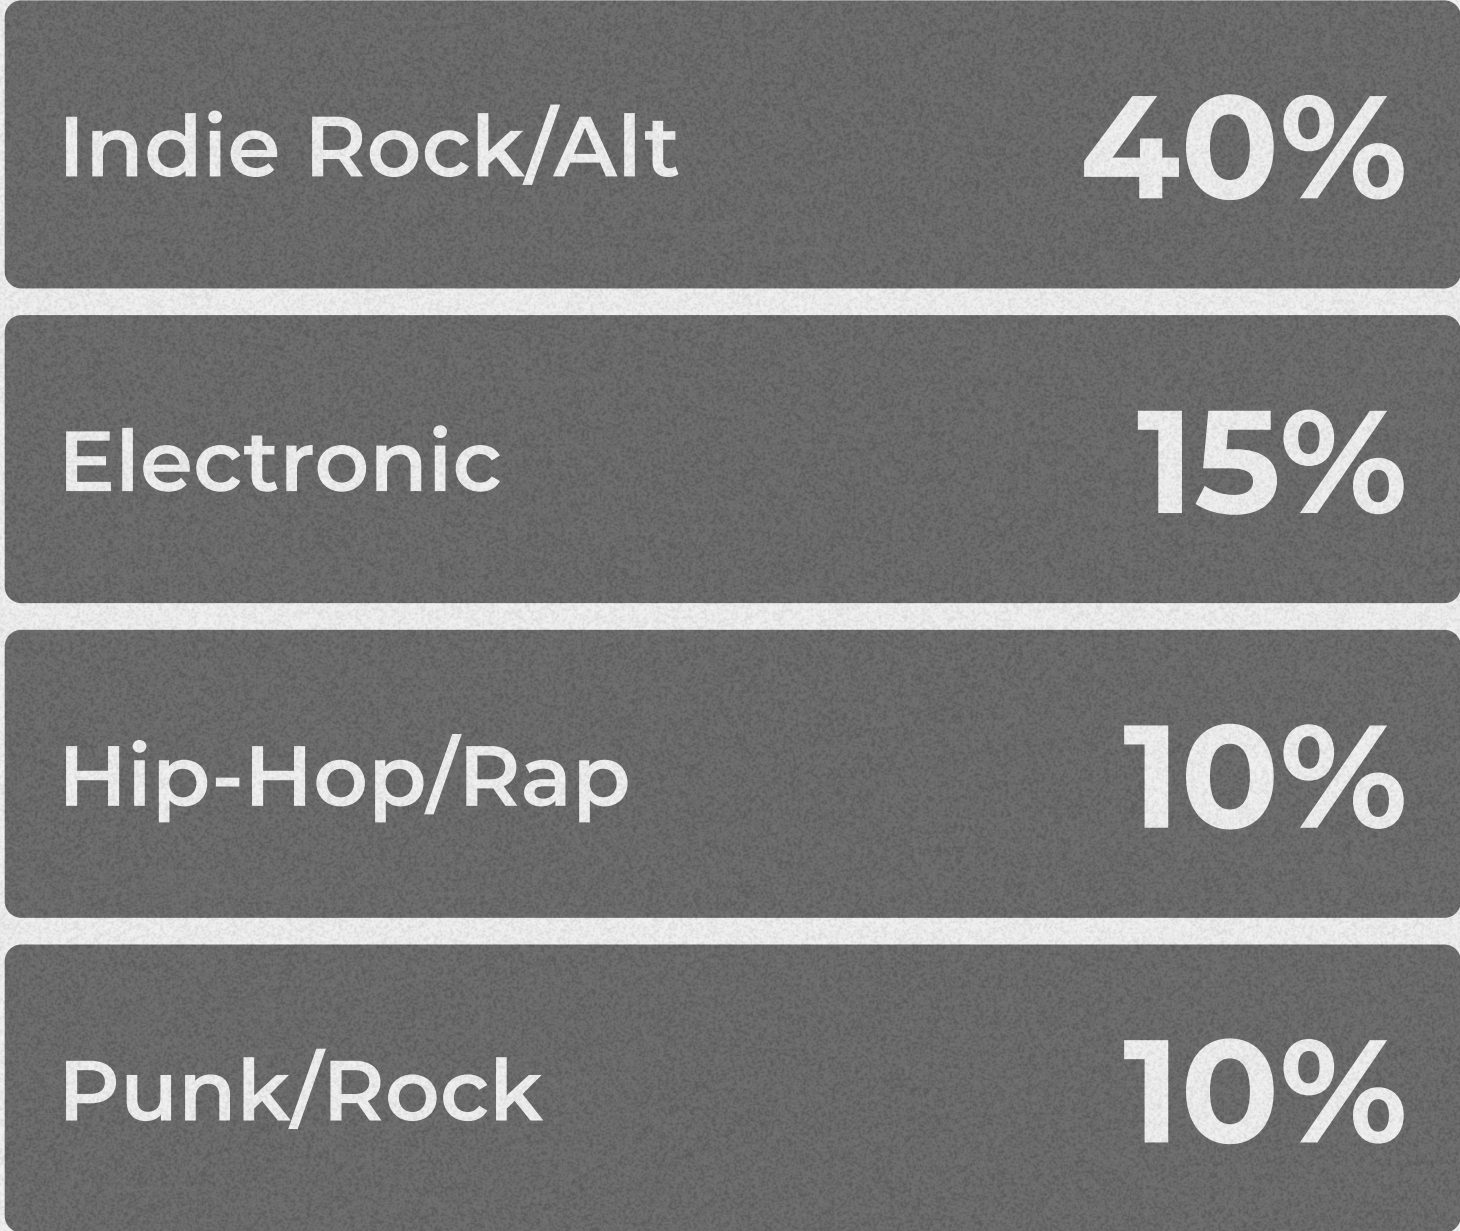 Indie Rock/Alt 40%
Electronic 15%
Hip-Hop/Rap 10%
Punk/Rock 10%